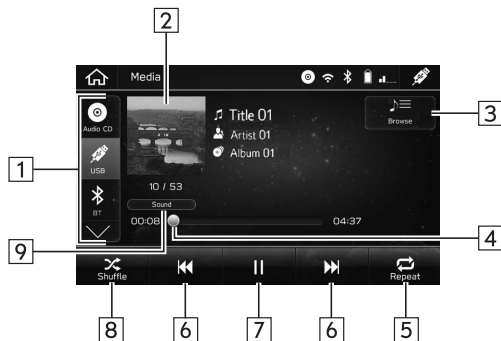 2
Media
Title 01
Artist 01
Album 01
Browse
3
Audio CD
USB
BT
1
10 / 53
Sound
00:08
04:37
4
9
Shuffle
Repeat
8
6
7
6
5